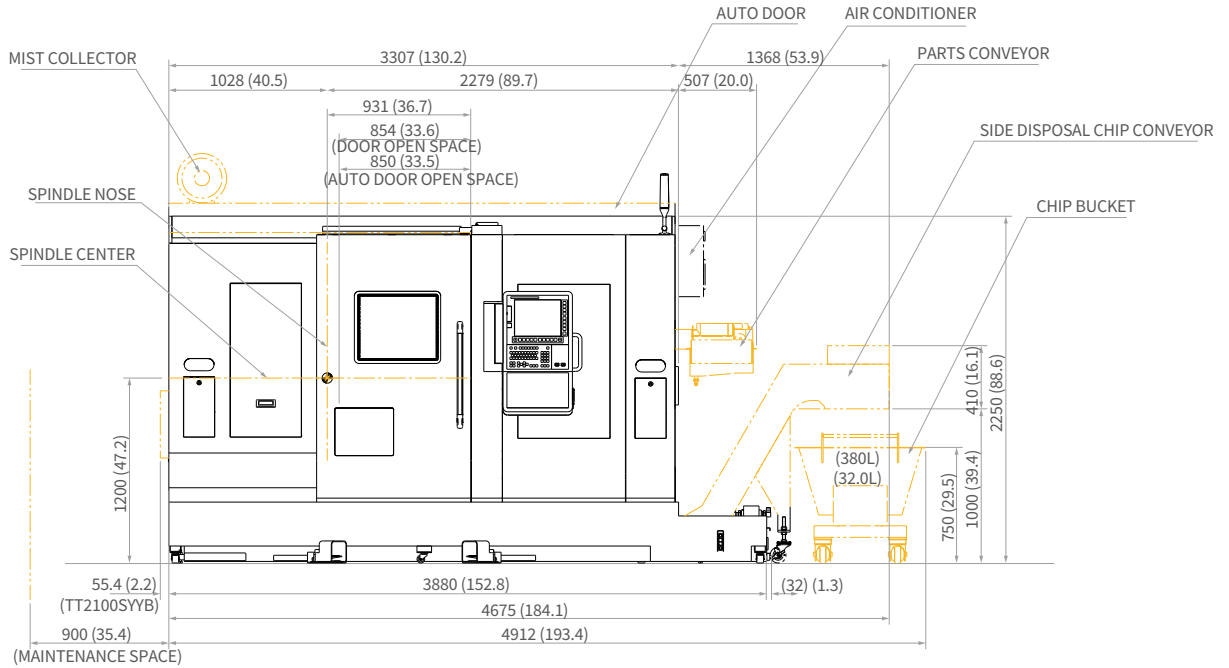 AUTO DOOR
AIR CONDITIONER
MIST COLLECTOR
3307 (130.2)
1368 (53.9)
PARTS CONVEYOR
1028 (40.5)
2279 (89.7)
507 (20.0)
931 (36.7)
854 (33.6)
(DOOR OPEN SPACE)
850 (33.5)
(AUTO DOOR OPEN SPACE)
SIDE DISPOSAL CHIP CONVEYOR
SPINDLE NOSE
CHIP BUCKET
SPINDLE CENTER
410 (16.1)
2250 (88.6)
(380L)
(32.0L)
1200 (47.2)
750 (29.5)
1000 (39.4)
55.4 (2.2)
(TT2100SYYB)
3880 (152.8)
(32) (1.3)
4675 (184.1)
900 (35.4)
(MAINTENANCE SPACE)
4912 (193.4)